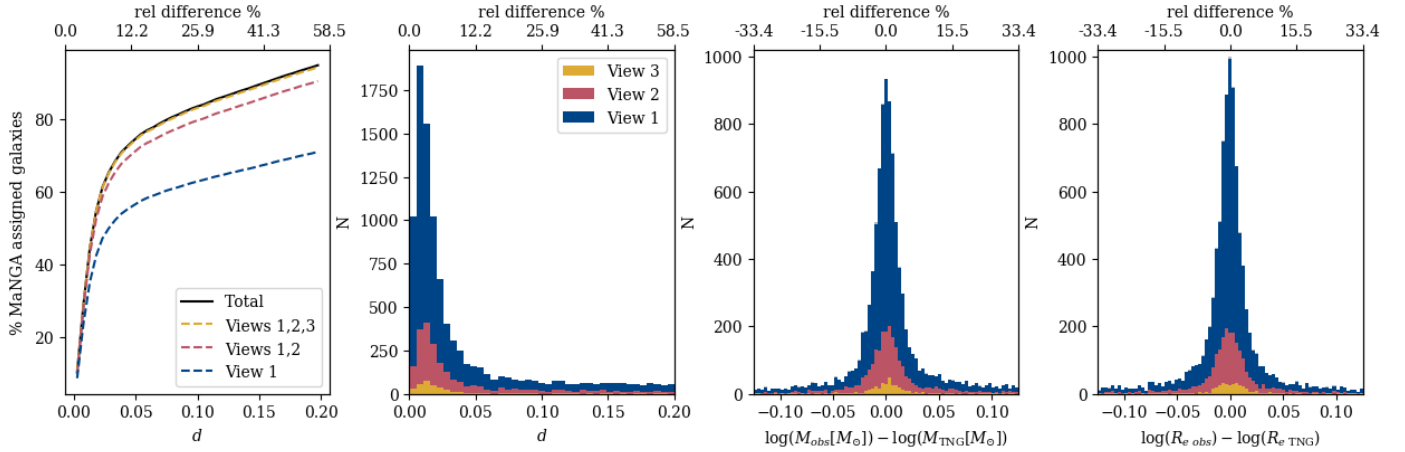 rel difference %
0.0 12.2 25.9 41.3 58.5
% MaNGA assigned galaxies
80
60
40
20
Total
Views 1,2,3
Views 1,2
View 1
0.00 0.05 0.10 0.15 0.20
d
rel difference %
0.0 12.2 25.9 41.3 58.5
N
1750
1500
1250
1000
750
500
250
0
View 3
View 2
View 1
0.00 0.05 0.10 0.15 0.20
d
rel difference %
-33.4 -15.5 0.0 15.5 33.4
N
1000
800
600
400
200
0
−0.10 −0.05 0.00 0.05 0.10
log(M_obs[M_⊙]) − log(M_TNG[M_⊙])
rel difference %
-33.4 -15.5 0.0 15.5 33.4
N
1000
800
600
400
200
0
−0.10 −0.05 0.00 0.05 0.10
log(R_e obs) − log(R_e TNG)